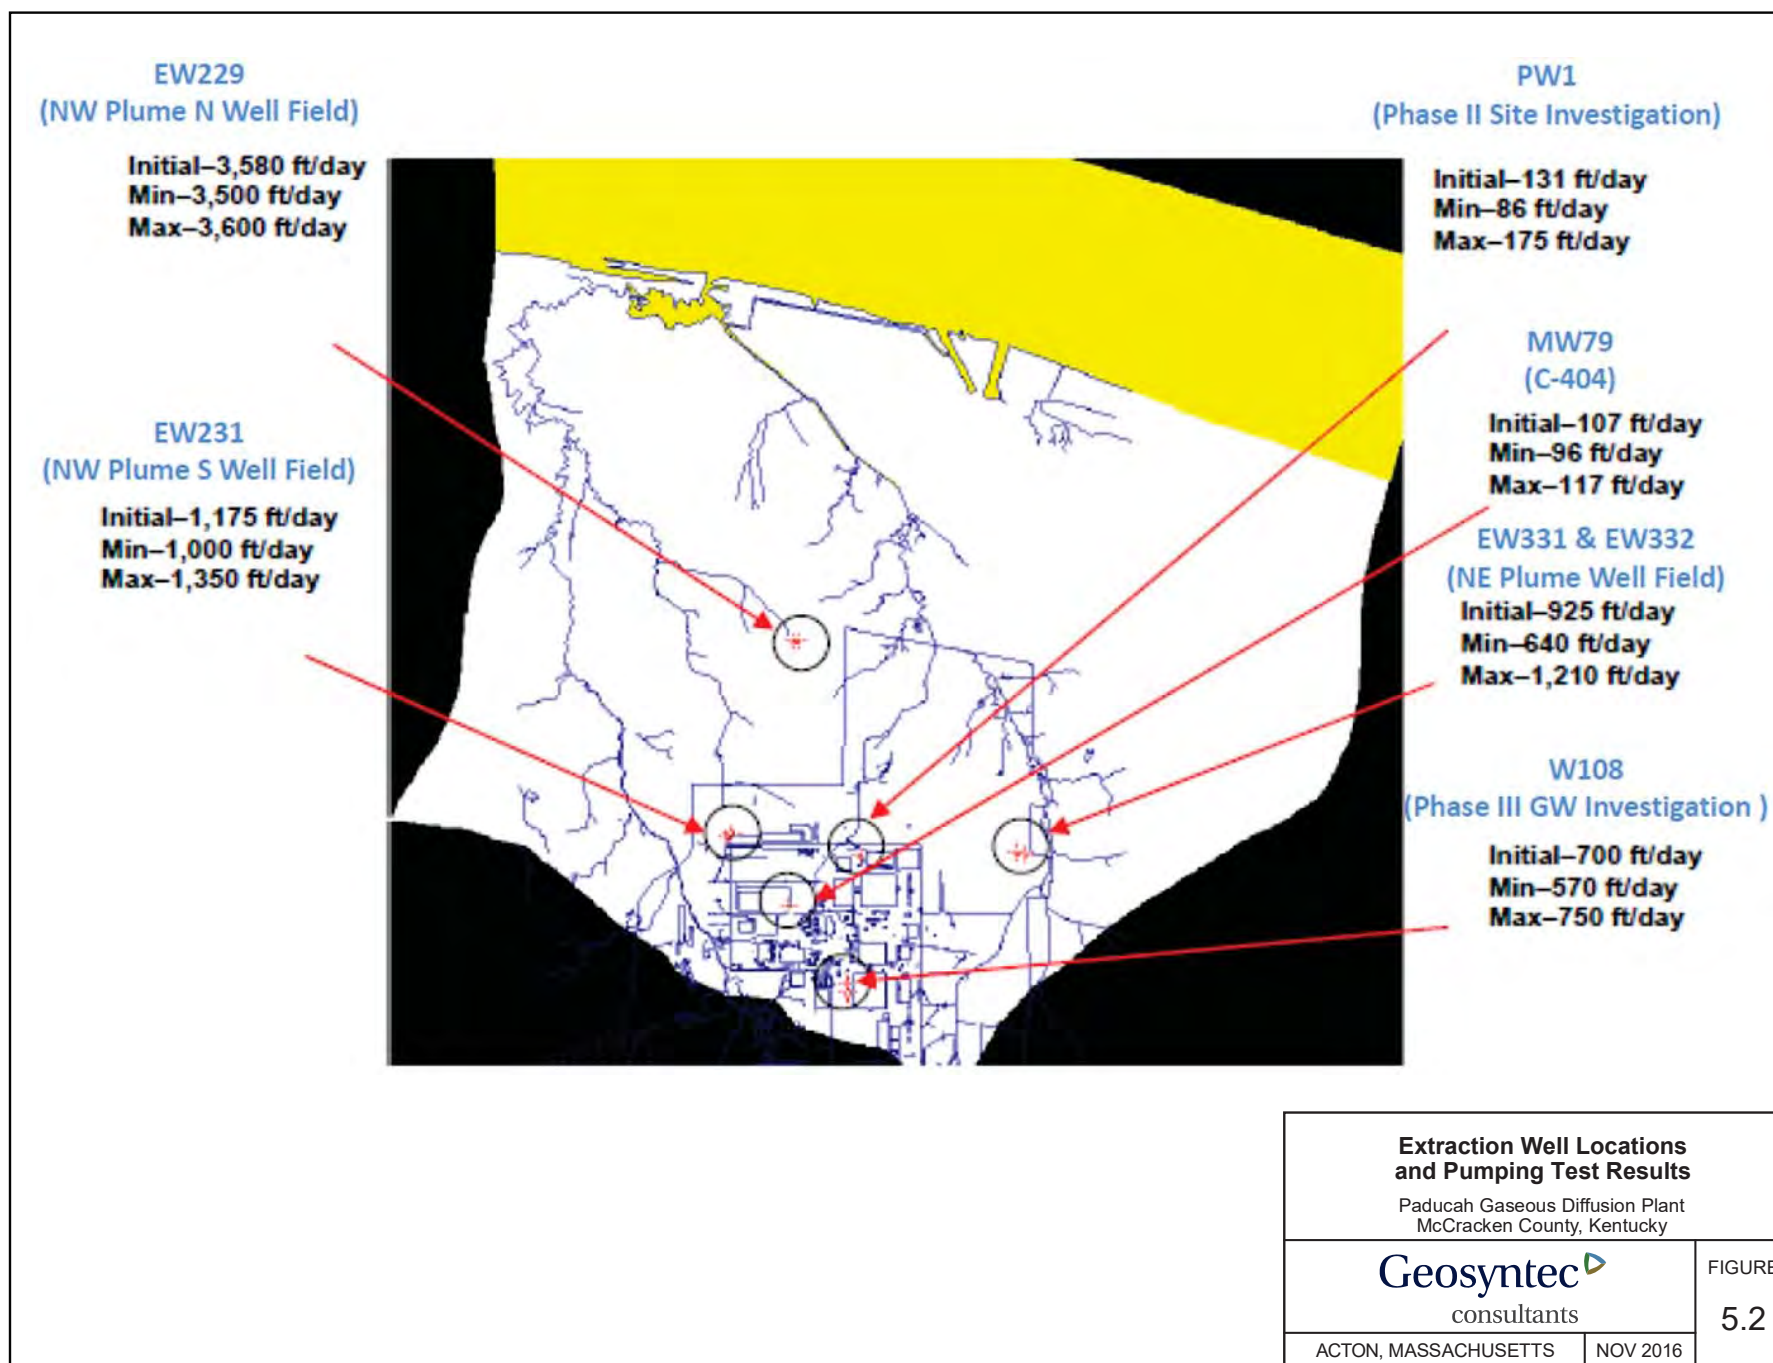 EW229
(NW Plume N Well Field)
Initial–3,580 ft/day
Min–3,500 ft/day
Max–3,600 ft/day
EW231
(NW Plume S Well Field)
Initial–1,175 ft/day
Min–1,000 ft/day
Max–1,350 ft/day
PW1
(Phase II Site Investigation)
Initial–131 ft/day
Min–86 ft/day
Max–175 ft/day
MW79
(C-404)
Initial–107 ft/day
Min–96 ft/day
Max–117 ft/day
EW331 & EW332
(NE Plume Well Field)
Initial–925 ft/day
Min–640 ft/day
Max–1,210 ft/day
W108
(Phase III GW Investigation )
Initial–700 ft/day
Min–570 ft/day
Max–750 ft/day
Extraction Well Locations
and Pumping Test Results
Paducah Gaseous Diffusion Plant
McCracken County, Kentucky
Geosyntec
consultants
FIGURE
5.2
ACTON, MASSACHUSETTS
NOV 2016